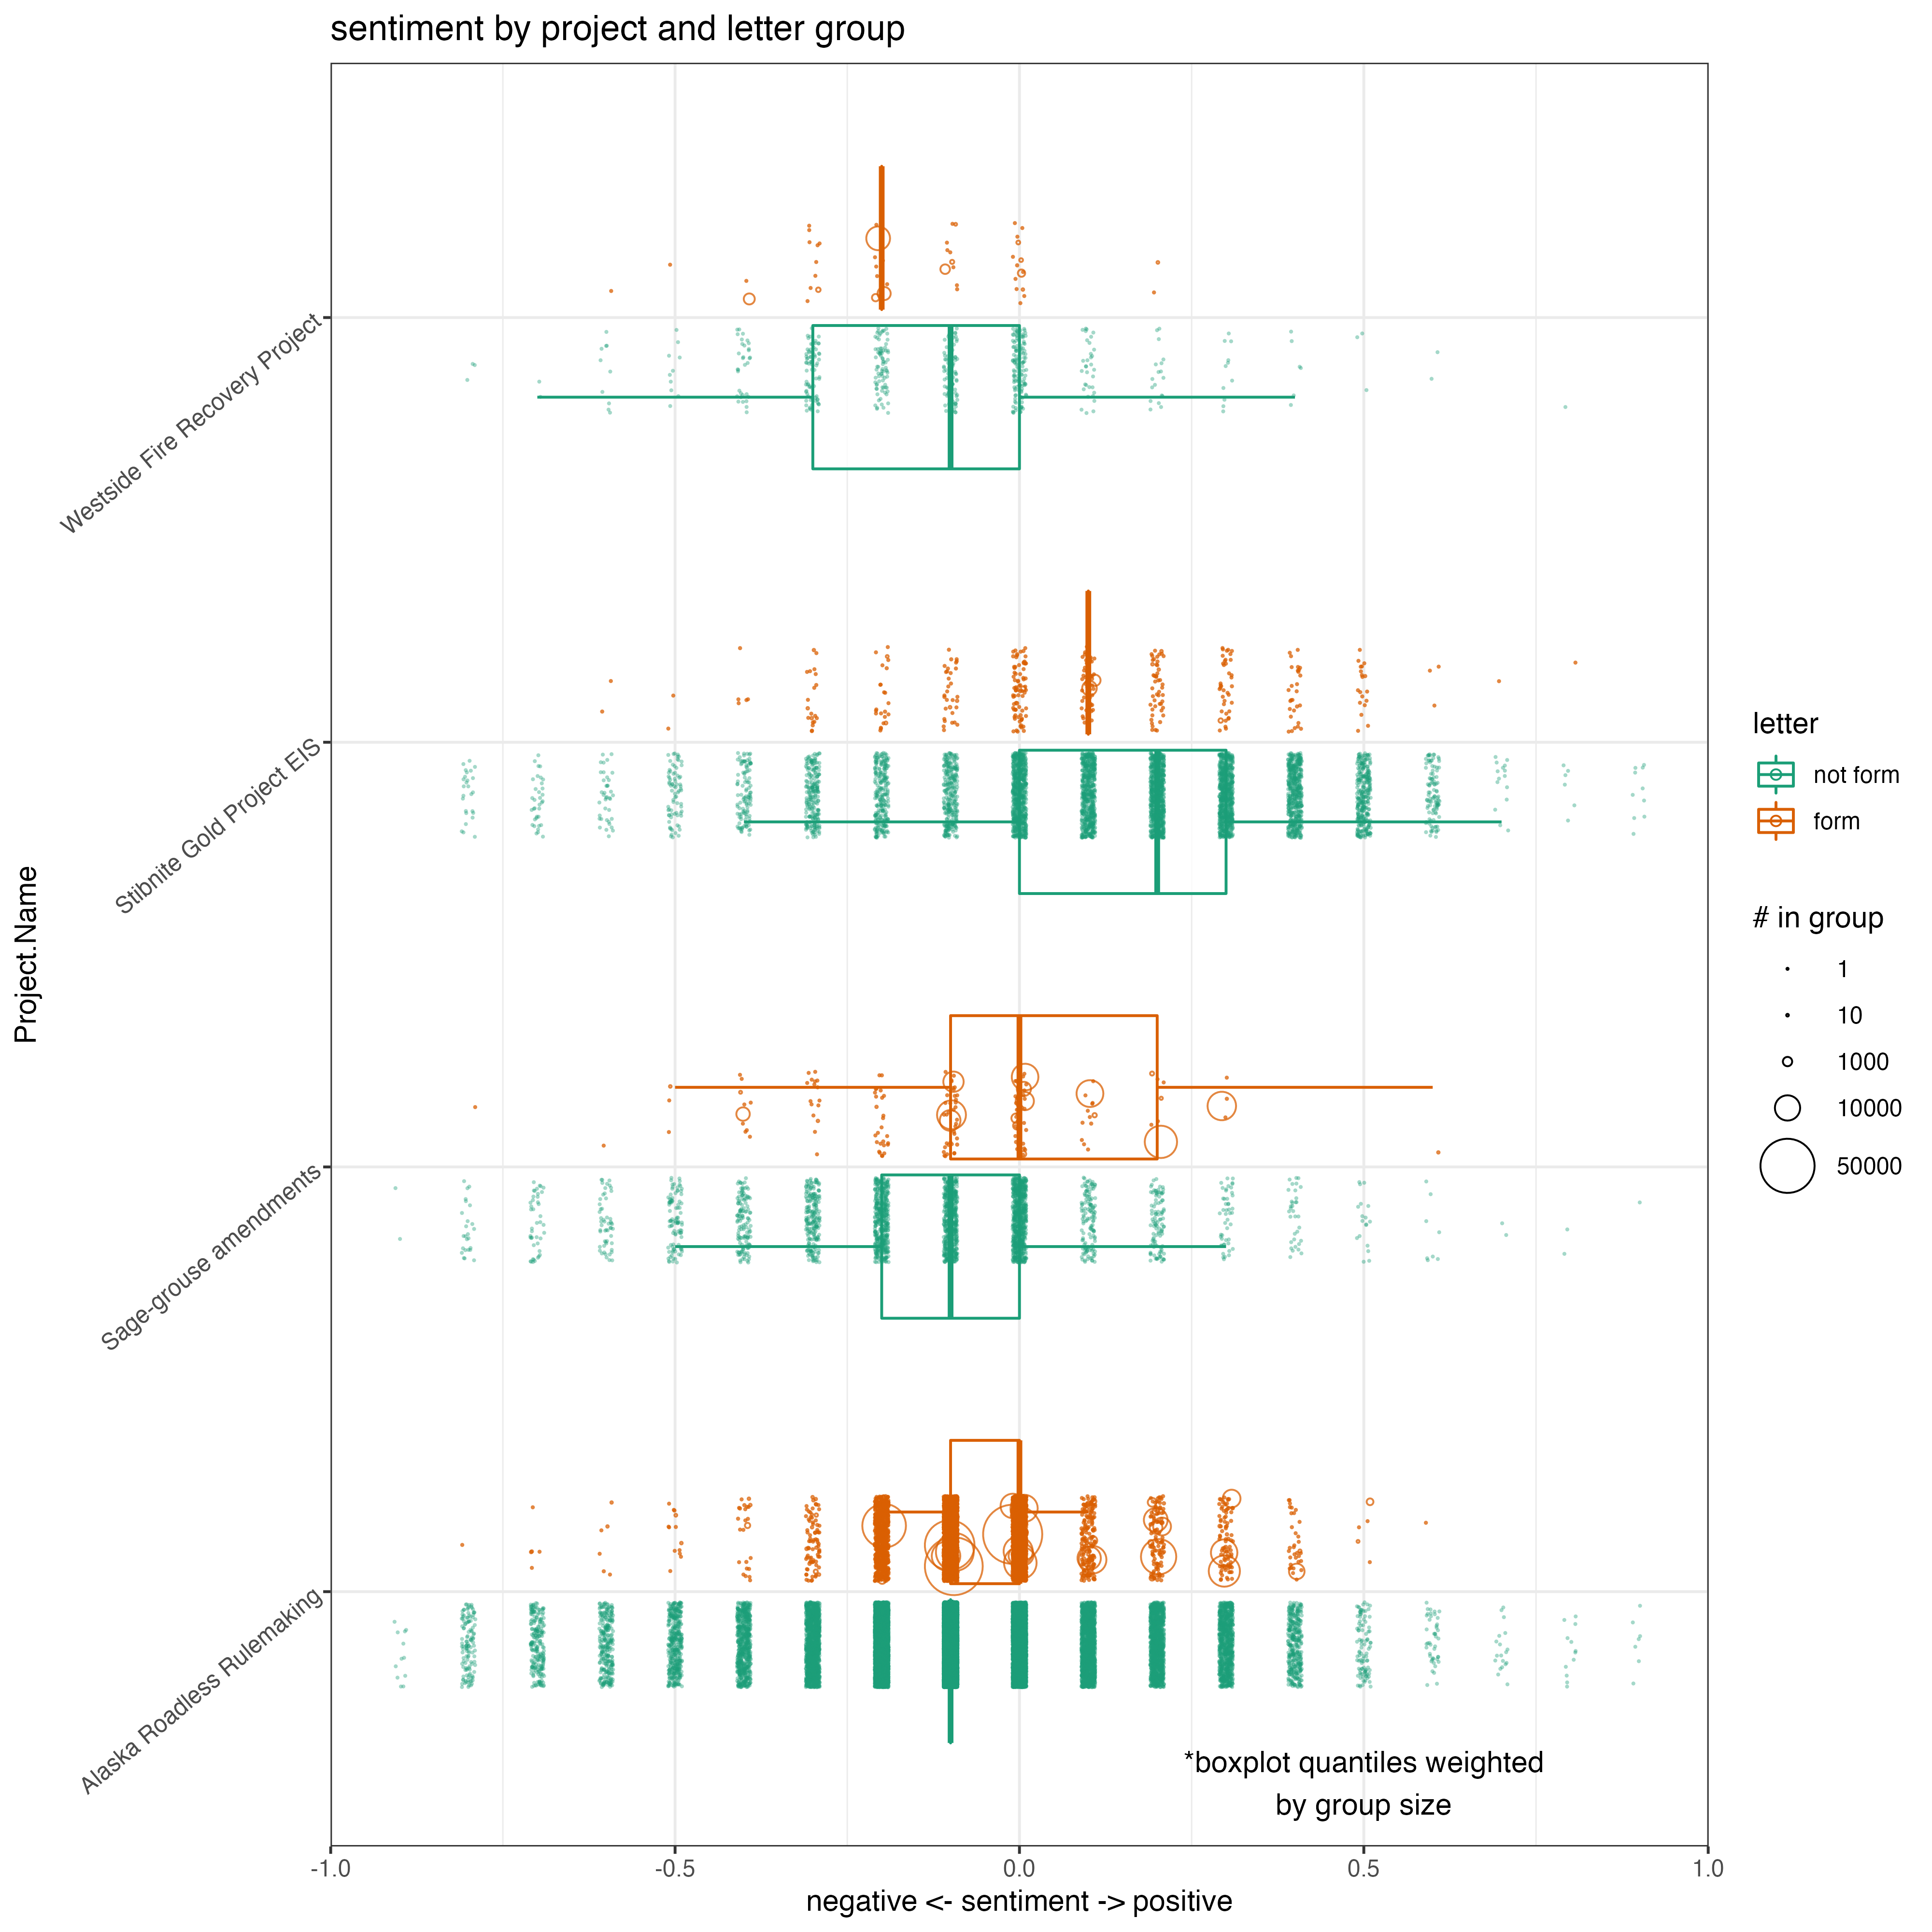 sentiment by project and letter group
Westside Fire Recovery Project
Stibnite Gold Project EIS
Sage-grouse amendments
Alaska Roadless Rulemaking
Project.Name
letter
not form
form
# in group
1
10
1000
10000
50000
*boxplot quantiles weighted
by group size
-1.0 -0.5 0.0 0.5 1.0
negative <- sentiment -> positive